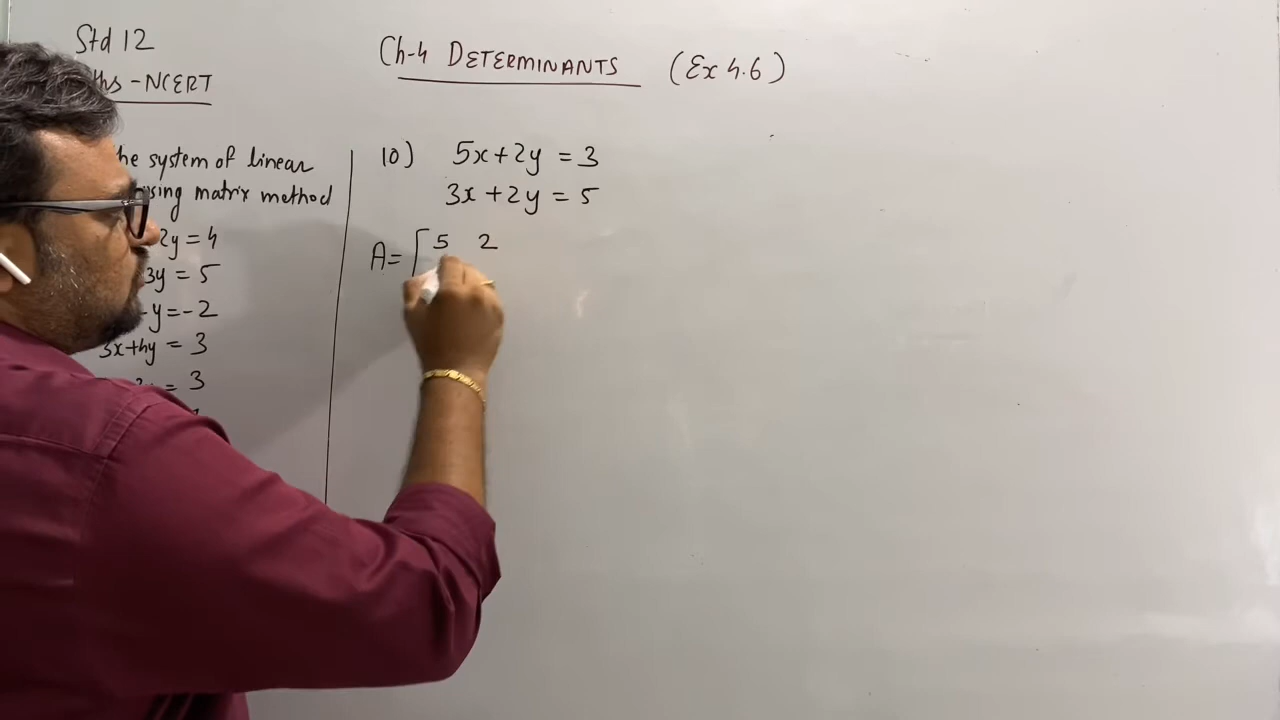 Std 12
ths - NCERT
Ch-4 DETERMINANTS (Ex 4.6)
he system of linear
sing matrix method
2y = 4
3y = 5
-y = -2
3x+4y = 3
= 3
10) 5x+2y = 3
3x+2y = 5
A = [ 5 2